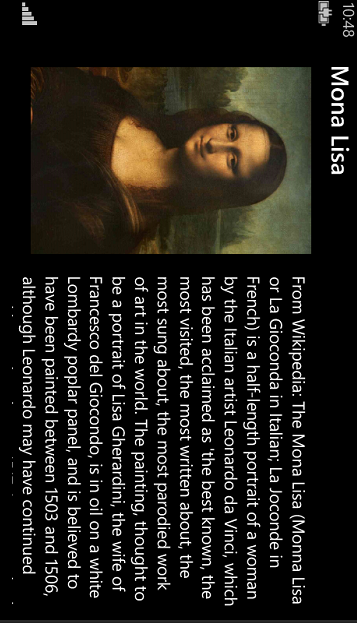 10:48
Mona Lisa
From Wikipedia: The Mona Lisa (Monna Lisa
or La Gioconda in Italian; La Joconde in
French) is a half-length portrait of a woman
by the Italian artist Leonardo da Vinci, which
has been acclaimed as 'the best known, the
most visited, the most written about, the
most sung about, the most parodied work
of art in the world. The painting, thought to
be a portrait of Lisa Gherardini, the wife of
Francesco del Giocondo, is in oil on a white
Lombardy poplar panel, and is believed to
have been painted between 1503 and 1506,
although Leonardo may have continued